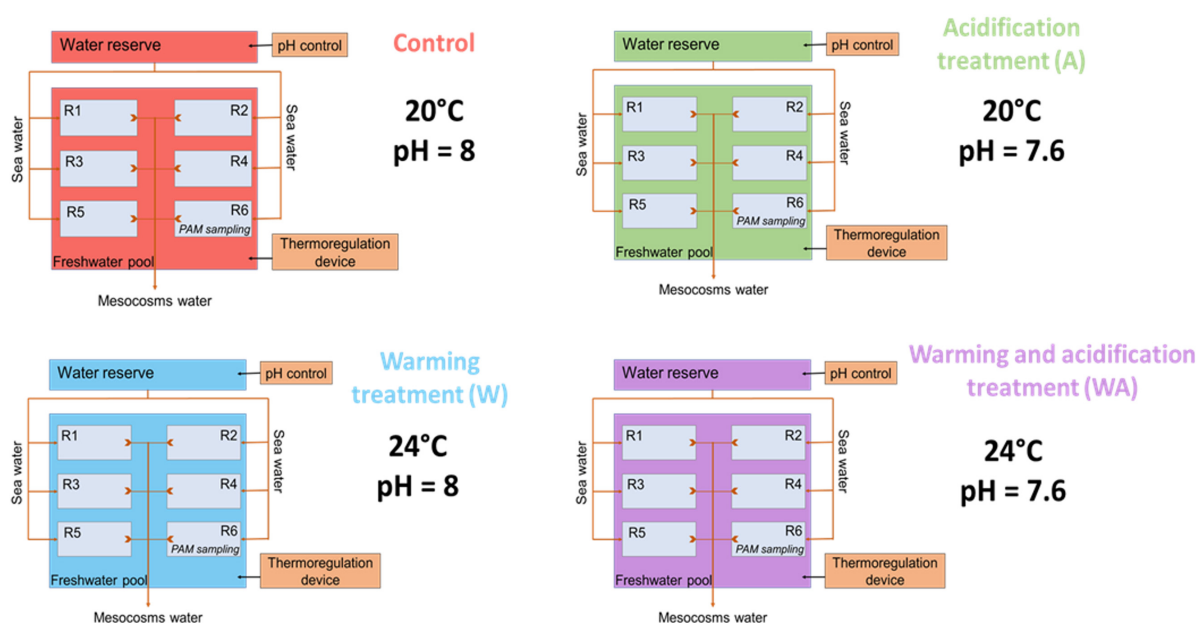 Water reserve
pH control
Control
20°C
pH = 8
Sea water
R1
R2
Sea water
R3
R4
R5
R6
PAM sampling
Freshwater pool
Thermoregulation
device
Mesocosms water
Water reserve
pH control
Acidification
treatment (A)
20°C
pH = 7.6
Sea water
R1
R2
Sea water
R3
R4
R5
R6
PAM sampling
Freshwater pool
Thermoregulation
device
Mesocosms water
Water reserve
pH control
Warming
treatment (W)
24°C
pH = 8
Sea water
R1
R2
Sea water
R3
R4
R5
R6
PAM sampling
Freshwater pool
Thermoregulation
device
Mesocosms water
Water reserve
pH control
Warming and acidification
treatment (WA)
24°C
pH = 7.6
Sea water
R1
R2
Sea water
R3
R4
R5
R6
PAM sampling
Freshwater pool
Thermoregulation
device
Mesocosms water